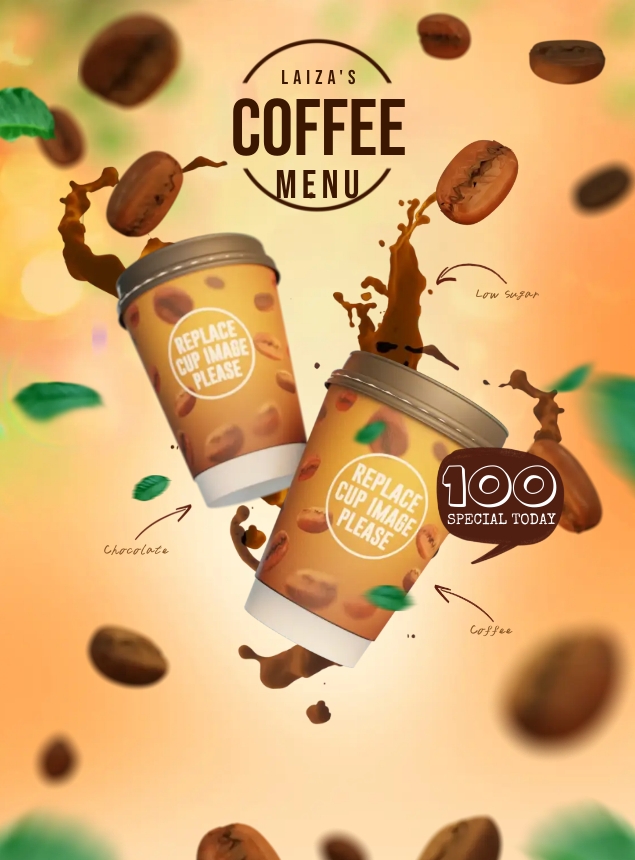 LAIZA'S
COFFEE
MENU
Low sugar
REPLACE
CUP IMAGE
PLEASE
REPLACE
CUP IMAGE
PLEASE
100
SPECIAL TODAY
Chocolate
Coffee